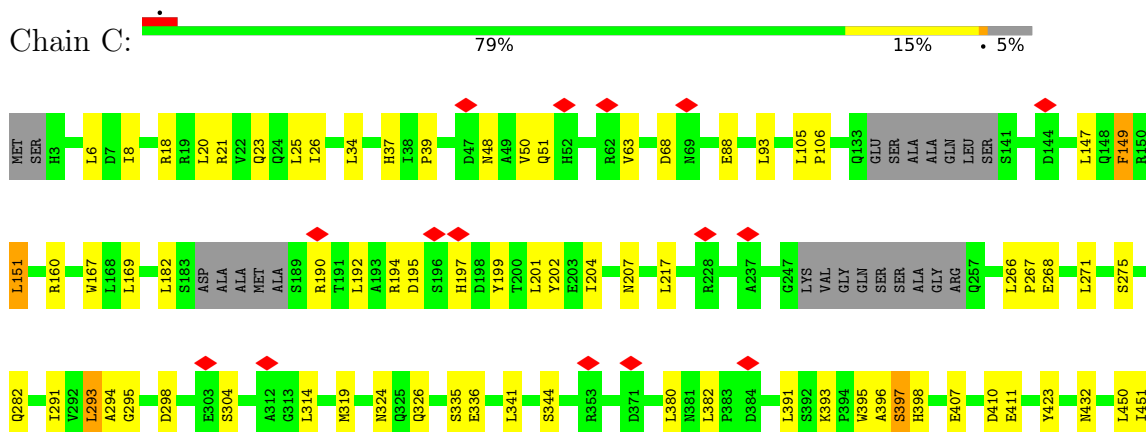 Chain C:
79% 15% • 5%
MET SER H3 L6 D7 I8 R18 R19 L20 R21 V22 Q23 Q24 L25 I26 L34 H37 I38 P39 D47 N48 A49 V50 Q51 H52 R62 V63 D68 N69 E88 L93 L105 P106 Q133 GLU SER ALA ALA GLN LEU SER S141 D144 L147 Q148 F149 R150
L151 R160 W167 L168 L169 L182 S183 ASP ALA ALA MET ALA S189 R190 T191 L192 A193 R194 D195 S196 H197 D198 Y199 T200 L201 Y202 E203 I204 N207 L217 R228 A237 G247 LYS VAL GLY GLN SER SER ALA GLY ARG Q257 L266 P267 E268 L271 S275
Q282 I291 V292 L293 A294 G295 D298 E303 S304 A312 G313 L314 M319 N324 Q325 Q326 S335 E336 L341 S344 R353 D371 L380 N381 L382 P383 D384 L391 S392 K393 P394 W395 A396 S397 H398 E407 D410 E411 Y423 N432 L450 I451